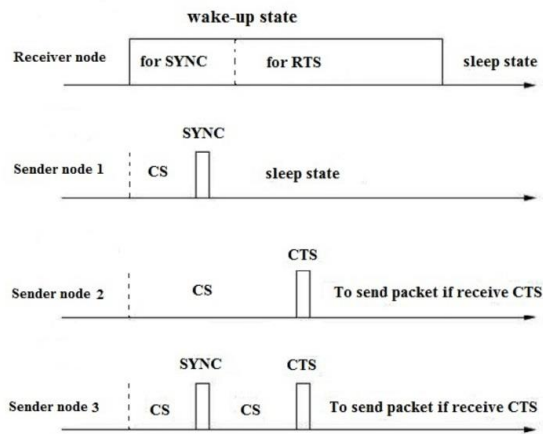 wake-up state
Receiver node
for SYNC
for RTS
sleep state
SYNC
Sender node 1
CS
sleep state
CTS
Sender node 2
CS
To send packet if receive CTS
SYNC
CTS
Sender node 3
CS
CS
To send packet if receive CTS